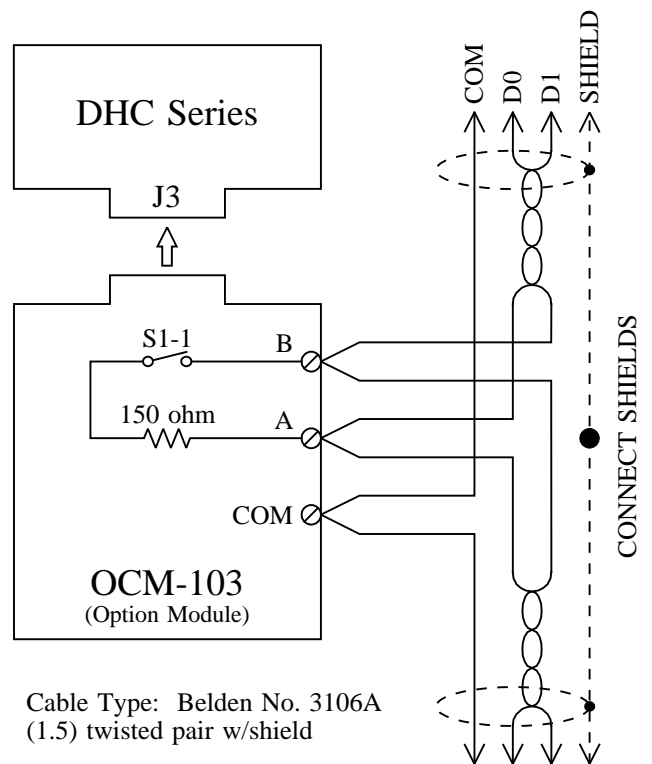 DHC Series
J3
COM
D0
D1
SHIELD
S1-1
B
150 ohm
A
COM
CONNECT SHIELDS
OCM-103
(Option Module)
Cable Type: Belden No. 3106A
(1.5) twisted pair w/shield